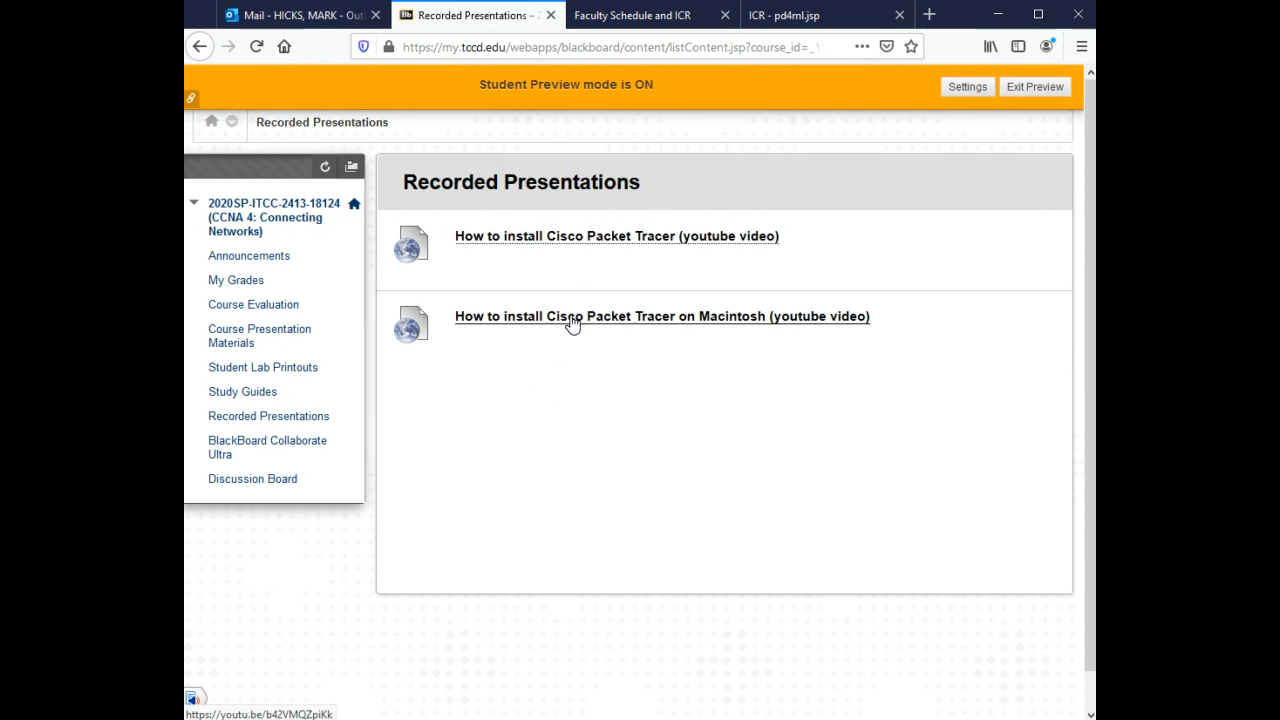 Mail - HICKS, MARK - Out
Recorded Presentations –
Faculty Schedule and ICR
ICR - pd4ml.jsp
https://my.tccd.edu/webapps/blackboard/content/listContent.jsp?course_id=_1
Student Preview mode is ON
Settings
Exit Preview
Recorded Presentations
2020SP-ITCC-2413-18124
(CCNA 4: Connecting
Networks)
Announcements
My Grades
Course Evaluation
Course Presentation
Materials
Student Lab Printouts
Study Guides
Recorded Presentations
BlackBoard Collaborate
Ultra
Discussion Board
Recorded Presentations
How to install Cisco Packet Tracer (youtube video)
How to install Cisco Packet Tracer on Macintosh (youtube video)
https://youtu.be/b42VMQZpiKk